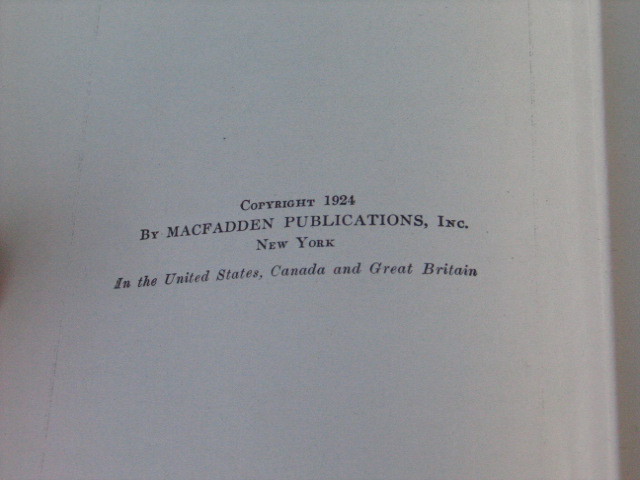 Copyright 1924
By MACFADDEN PUBLICATIONS, Inc.
New York
In the United States, Canada and Great Britain